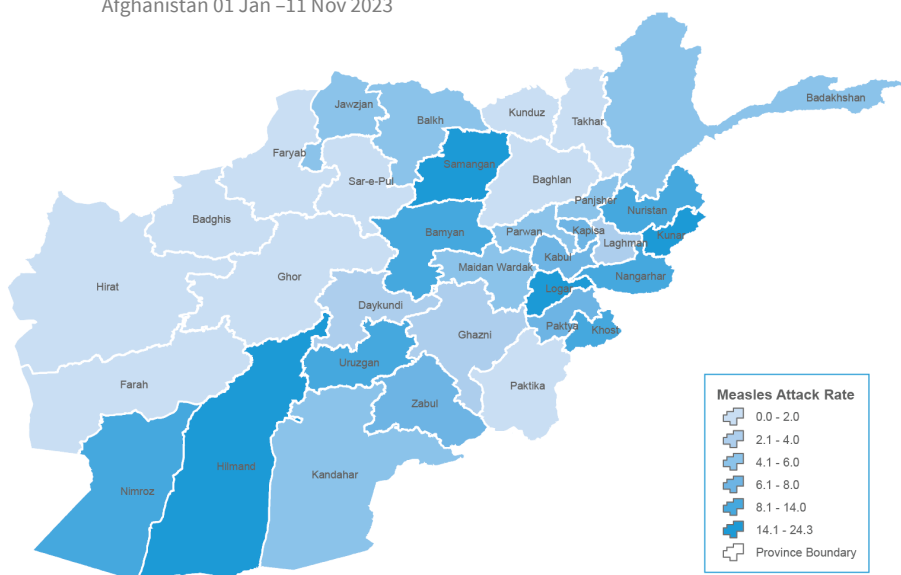 Afghanistan 01 Jan –11 Nov 2023
Badakhshan
Jawzjan
Balkh
Kunduz
Takhar
Faryab
Samangan
Sar-e-Pul
Baghlan
Panjsher
Nuristan
Badghis
Bamyan
Parwan
Kapisa
Laghman
Kunar
Kabul
Maidan Wardak
Nangarhar
Ghor
Hirat
Logar
Daykundi
Paktya
Khost
Ghazni
Uruzgan
Farah
Paktika
Zabul
Hilmand
Kandahar
Nimroz
Measles Attack Rate
0.0 - 2.0
2.1 - 4.0
4.1 - 6.0
6.1 - 8.0
8.1 - 14.0
14.1 - 24.3
Province Boundary